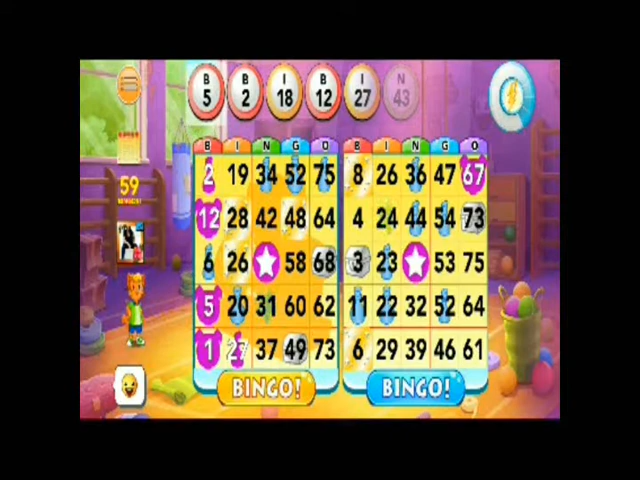 B B I B I N
5 2 18 12 27 43
B I N G O B I N G O
2 19 34 52 75 8 26 36 47 67
12 28 42 48 64 4 24 44 54 73
6 26 58 68 3 23 53 75
5 20 31 60 62 11 22 32 52 64
1 27 37 49 73 6 29 39 46 61
59
BINGO! BINGO!